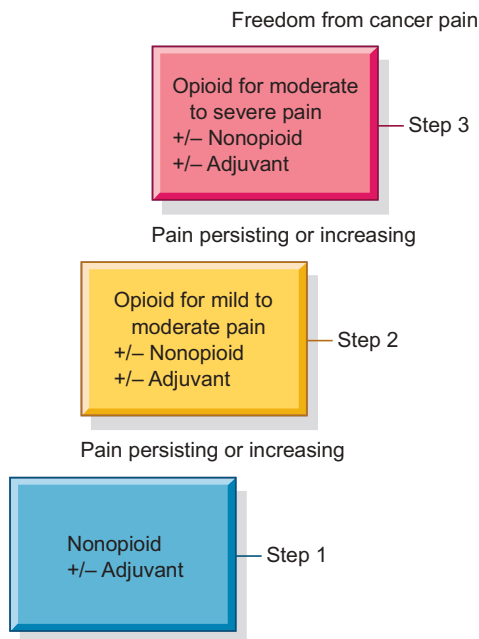 Freedom from cancer pain
Opioid for moderate
to severe pain
+/– Nonopioid
+/– Adjuvant
Step 3
Pain persisting or increasing
Opioid for mild to
moderate pain
+/– Nonopioid
+/– Adjuvant
Step 2
Pain persisting or increasing
Nonopioid
+/– Adjuvant
Step 1